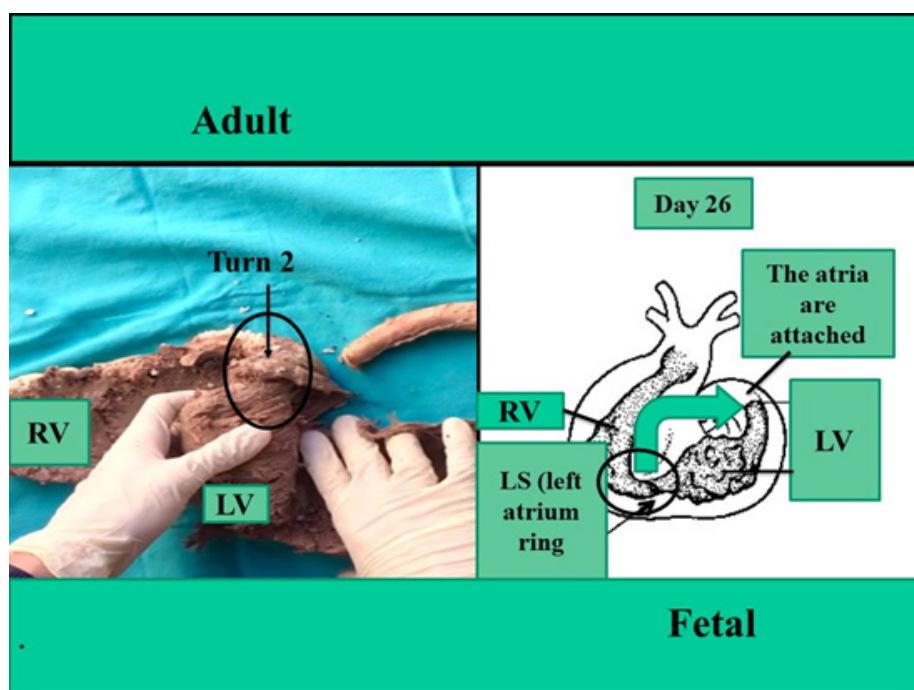 Adult
Turn 2
RV
LV
Day 26
The atria
are
attached
RV
LV
LS (left
atrium
ring
Fetal
.